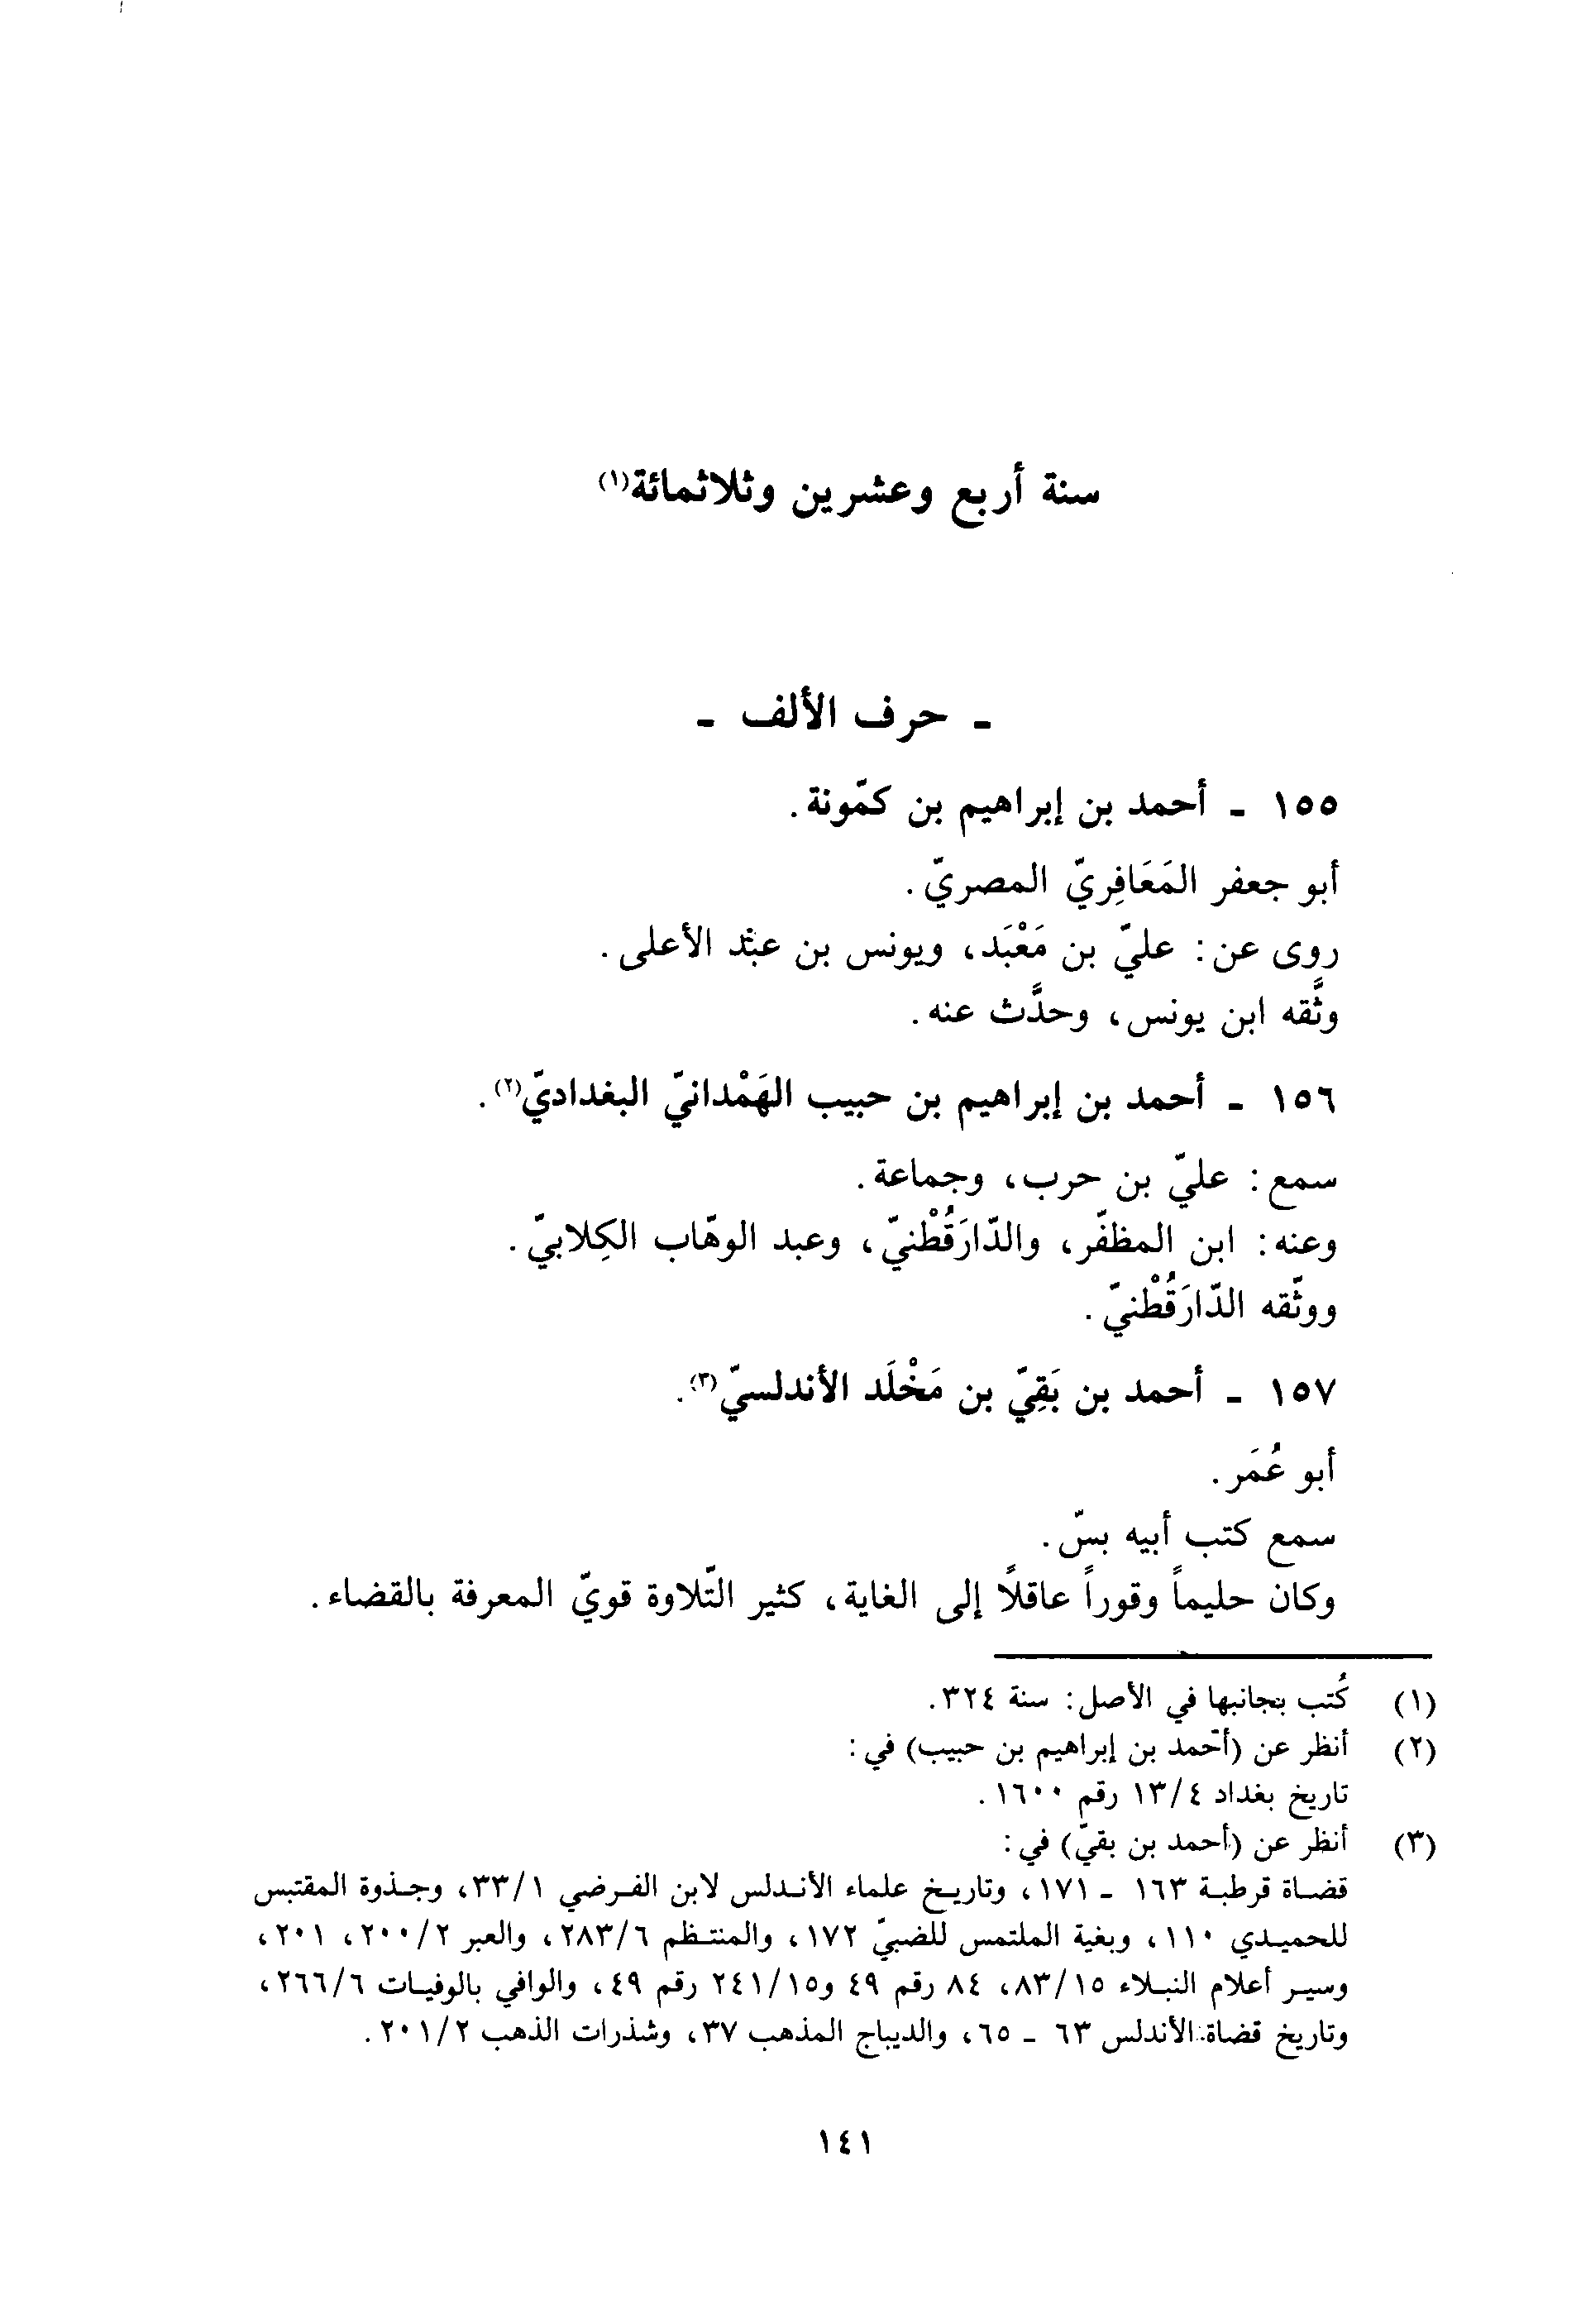 سنة أربع وعشرين وثلاثمائة(١)
- حرف الألف -
١٥٥ - أحمد بن إبراهيم بن كمّونة.
أبو جعفر المَعَافِريّ المصريّ.
روى عن: عليّ بن مَعْبَد، ويونس بن عبْد الأعلى.
وثَّقه ابن يونس، وحدَّث عنه.
١٥٦ - أحمد بن إبراهيم بن حبيب الهَمْدانيّ البغداديّ(٢).
سمع: عليّ بن حرب، وجماعة.
وعنه: ابن المظفّر، والدّارَقُطْنيّ، وعبد الوهّاب الكِلابيّ.
ووثّقه الدّارَقُطْنيّ.
١٥٧ - أحمد بن بَقِيّ بن مَخْلَد الأندلسيّ(٣).
أبو عُمَر.
سمع كتب أبيه بسّ.
وكان حليماً وقوراً عاقلاً إلى الغاية، كثير التّلاوة قويّ المعرفة بالقضاء.
(١) كُتب بجانبها في الأصل: سنة ٣٢٤.
(٢) أنظر عن (أحمد بن إبراهيم بن حبيب) في:
تاريخ بغداد ١٣/٤ رقم ١٦٠٠.
(٣) أنظر عن (أحمد بن بقيّ) في:
قضاة قرطبة ١٦٣ - ١٧١، وتاريخ علماء الأندلس لابن الفرضي ٣٣/١، وجذوة المقتبس
للحميدي ١١٠، وبغية الملتمس للضبيّ ١٧٢، والمنتظم ٢٨٣/٦، والعبر ٢٠٠/٢، ٢٠١،
وسير أعلام النبلاء ٨٣/١٥، ٨٤ رقم ٤٩ و٢٤١/١٥ رقم ٤٩، والوافي بالوفيات ٢٦٦/٦،
وتاريخ قضاة الأندلس ٦٣ - ٦٥، والديباج المذهب ٣٧، وشذرات الذهب ٢٠١/٢.
١٤١